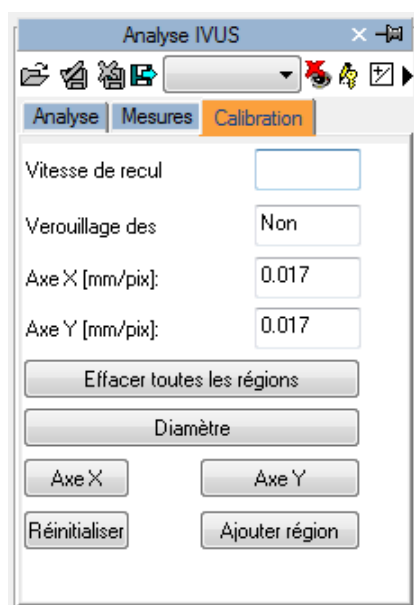 Analyse IVUS
Analyse Mesures Calibration
Vitesse de recul
Verouillage des Non
Axe X [mm/pix]: 0.017
Axe Y [mm/pix]: 0.017
Effacer toutes les régions
Diamètre
Axe X Axe Y
Réinitialiser Ajouter région